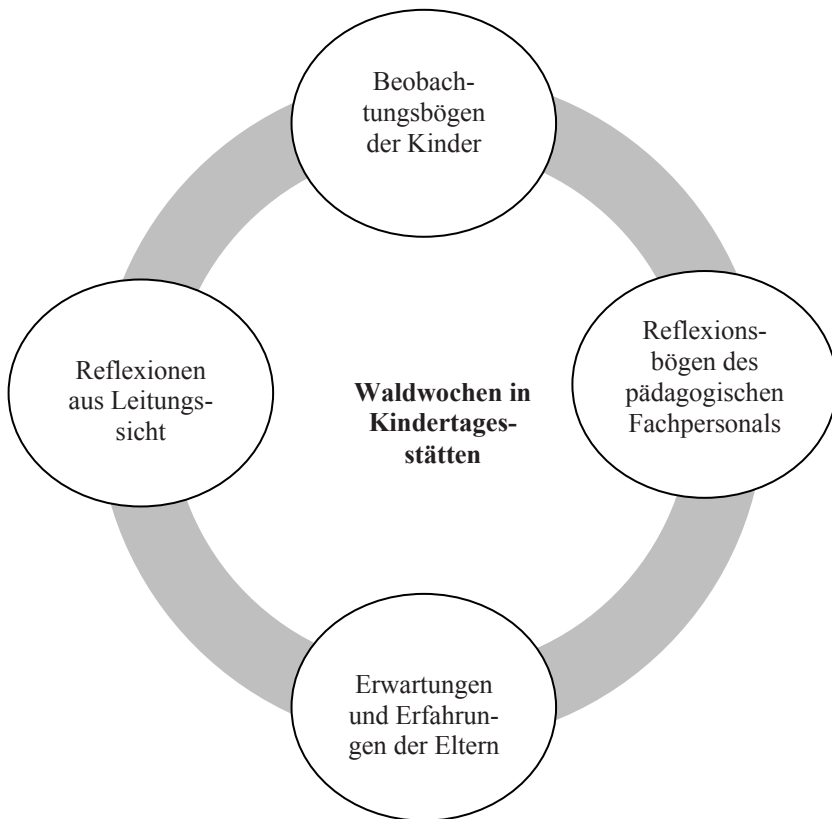 Beobach-
tungsbögen
der Kinder
Reflexionen
aus Leitungs-
sicht
Waldwochen in
Kindertages-
stätten
Reflexions-
bögen des
pädagogischen
Fachpersonals
Erwartungen
und Erfahrun-
gen der Eltern